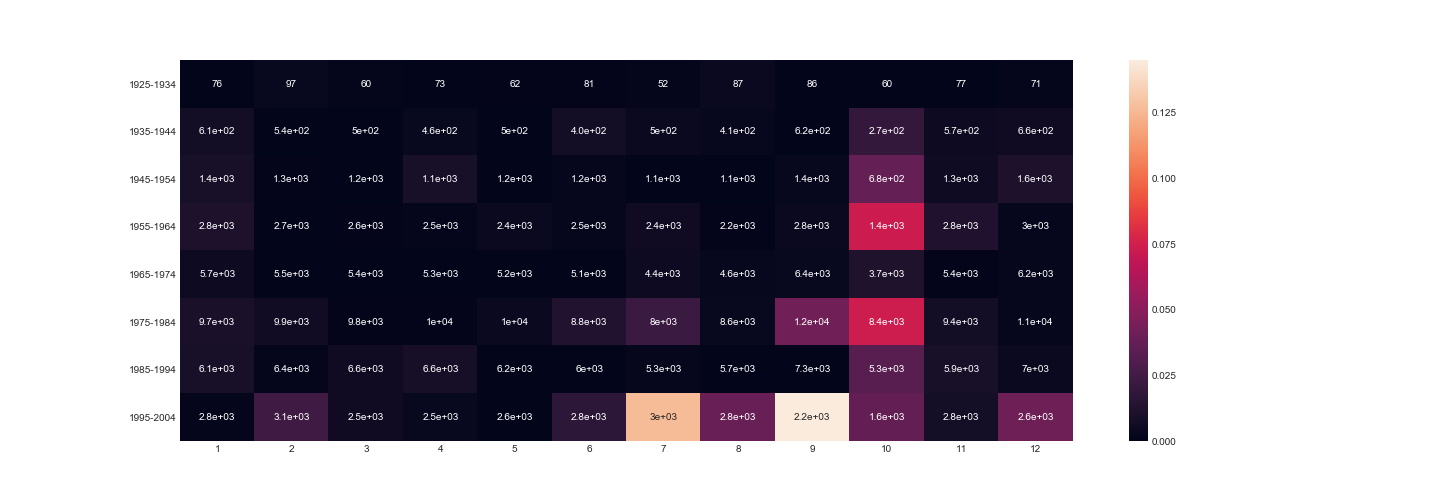 1925-1934 76 97 60 73 62 81 52 87 86 60 77 71
0.125
1935-1944 6.1e+02 5.4e+02 5e+02 4.6e+02 5e+02 4.0e+02 5e+02 4.1e+02 6.2e+02 2.7e+02 5.7e+02 6.6e+02
0.100
1945-1954 1.4e+03 1.3e+03 1.2e+03 1.1e+03 1.2e+03 1.2e+03 1.1e+03 1.1e+03 1.4e+03 6.8e+02 1.3e+03 1.6e+03
1955-1964 2.8e+03 2.7e+03 2.6e+03 2.5e+03 2.4e+03 2.5e+03 2.4e+03 2.2e+03 2.8e+03 1.4e+03 2.8e+03 3e+03
0.075
1965-1974 5.7e+03 5.5e+03 5.4e+03 5.3e+03 5.2e+03 5.1e+03 4.4e+03 4.6e+03 6.4e+03 3.7e+03 5.4e+03 6.2e+03
0.050
1975-1984 9.7e+03 9.9e+03 9.8e+03 1e+04 1e+04 8.8e+03 8e+03 8.6e+03 1.2e+04 8.4e+03 9.4e+03 1.1e+04
1985-1994 6.1e+03 6.4e+03 6.6e+03 6.6e+03 6.2e+03 6e+03 5.3e+03 5.7e+03 7.3e+03 5.3e+03 5.9e+03 7e+03
0.025
1995-2004 2.8e+03 3.1e+03 2.5e+03 2.5e+03 2.6e+03 2.8e+03 3e+03 2.8e+03 2.2e+03 1.6e+03 2.8e+03 2.6e+03
0.000
1 2 3 4 5 6 7 8 9 10 11 12